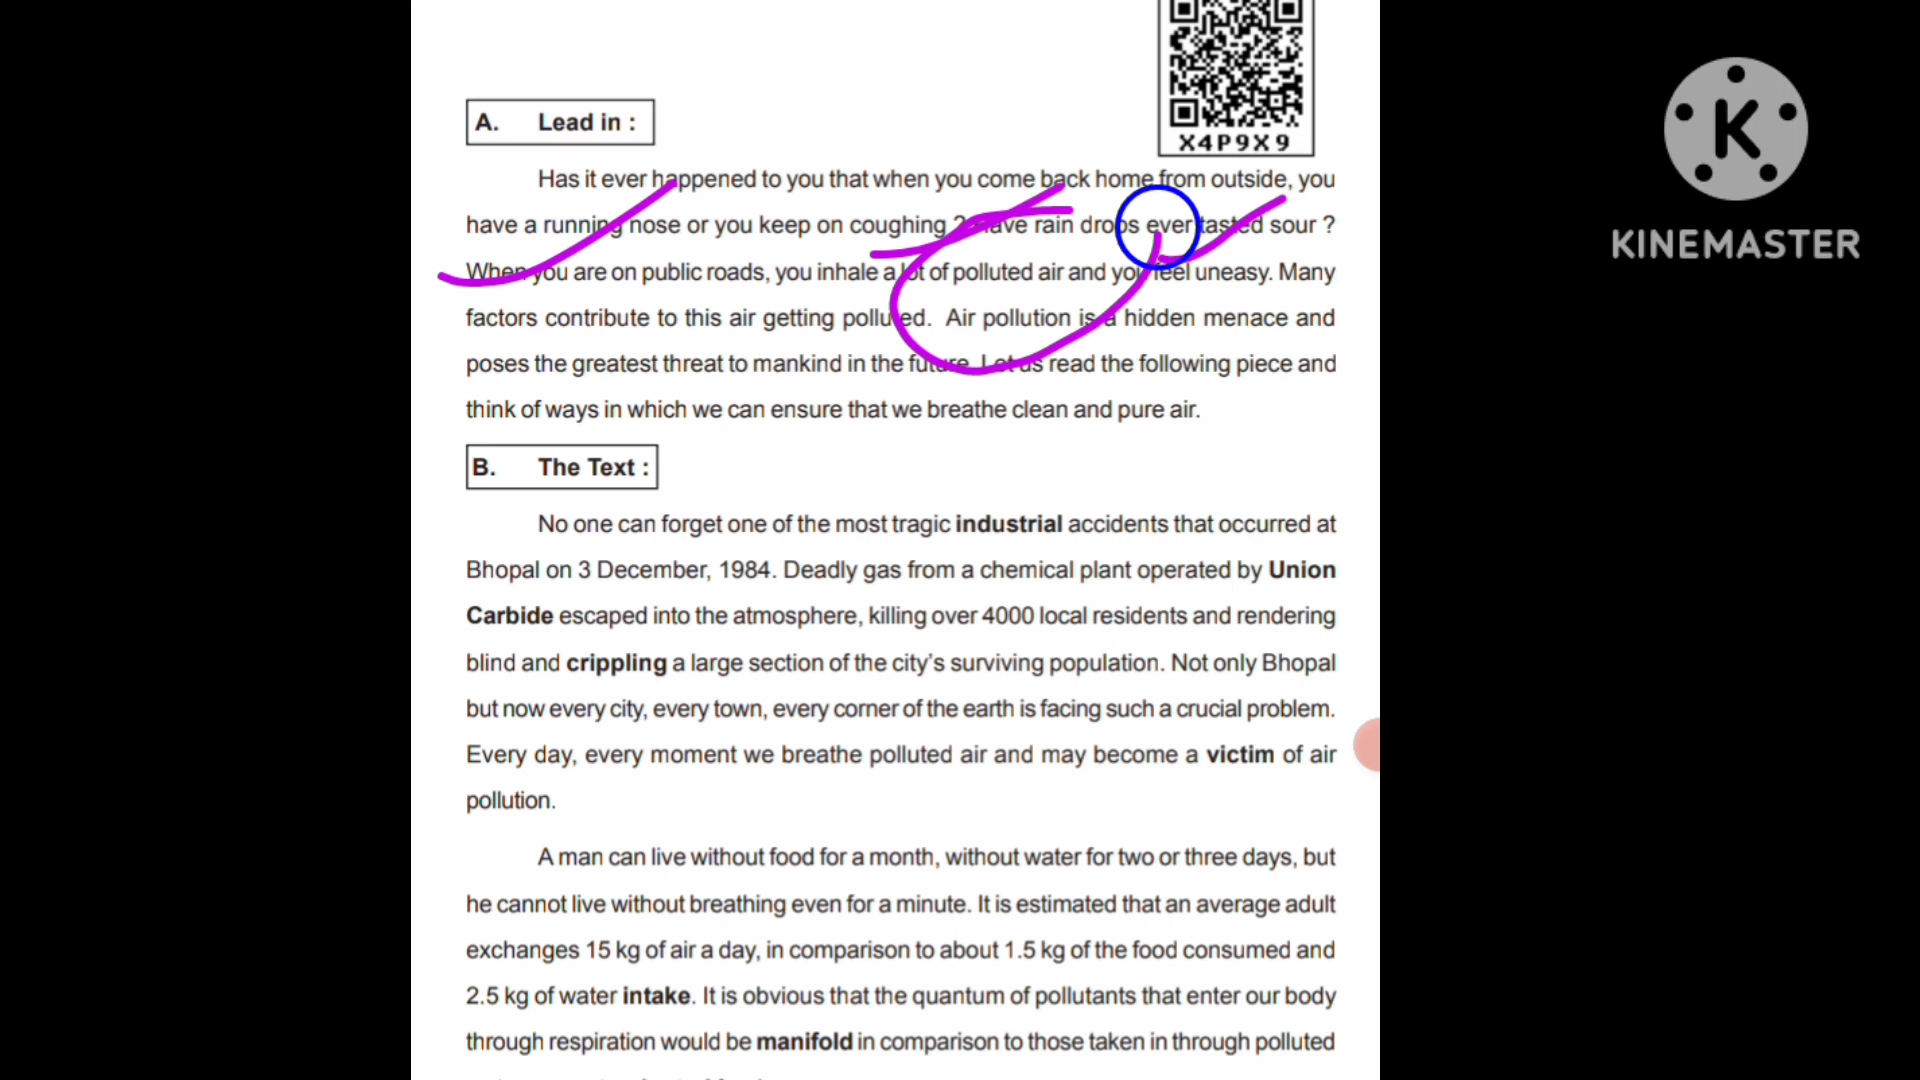 X4P9X9
KINEMASTER
A. Lead in :
Has it ever happened to you that when you come back home from outside, you
have a running nose or you keep on coughing ? Have rain drops ever tasted sour ?
When you are on public roads, you inhale a lot of polluted air and you feel uneasy. Many
factors contribute to this air getting polluted. Air pollution is a hidden menace and
poses the greatest threat to mankind in the future. Let us read the following piece and
think of ways in which we can ensure that we breathe clean and pure air.
B. The Text :
No one can forget one of the most tragic industrial accidents that occurred at
Bhopal on 3 December, 1984. Deadly gas from a chemical plant operated by Union
Carbide escaped into the atmosphere, killing over 4000 local residents and rendering
blind and crippling a large section of the city's surviving population. Not only Bhopal
but now every city, every town, every corner of the earth is facing such a crucial problem.
Every day, every moment we breathe polluted air and may become a victim of air
pollution.
A man can live without food for a month, without water for two or three days, but
he cannot live without breathing even for a minute. It is estimated that an average adult
exchanges 15 kg of air a day, in comparison to about 1.5 kg of the food consumed and
2.5 kg of water intake. It is obvious that the quantum of pollutants that enter our body
through respiration would be manifold in comparison to those taken in through polluted